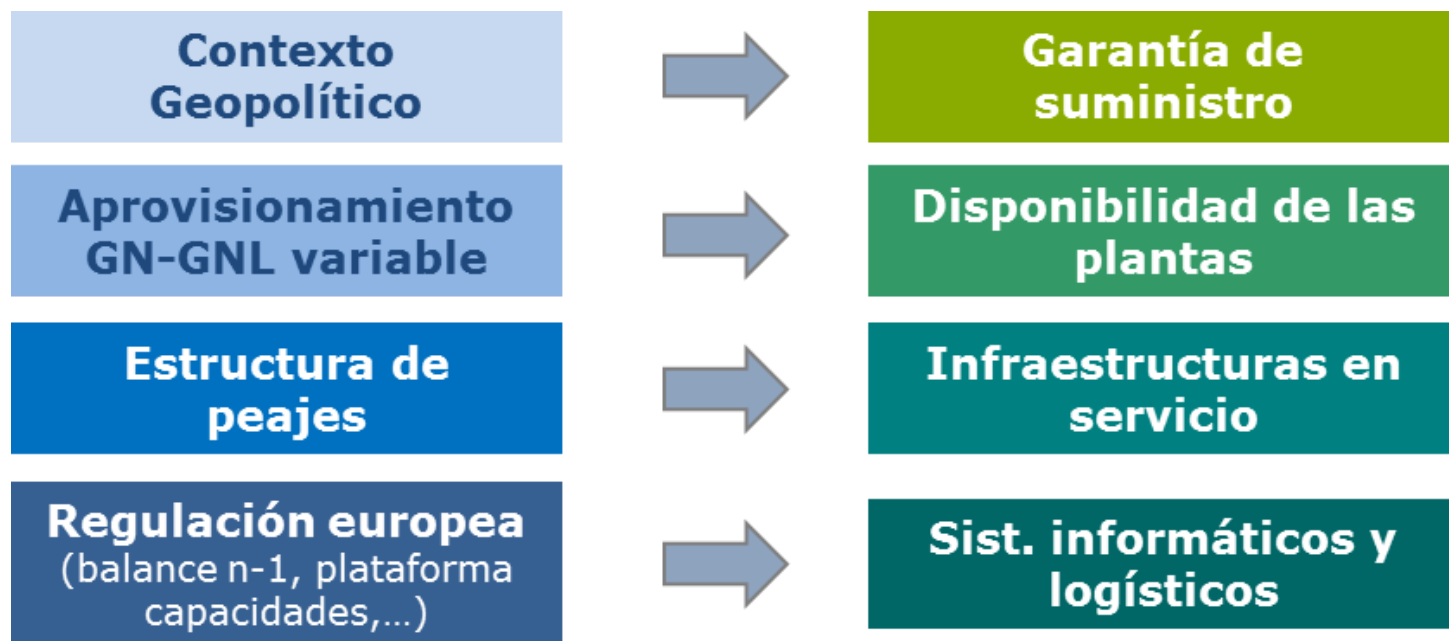 Contexto
Geopolítico
Garantía de
suministro
Aprovisionamiento
GN-GNL variable
Disponibilidad de las
plantas
Estructura de
peajes
Infraestructuras en
servicio
Regulación europea
(balance n-1, plataforma
capacidades,...)
Sist. informáticos y
logísticos